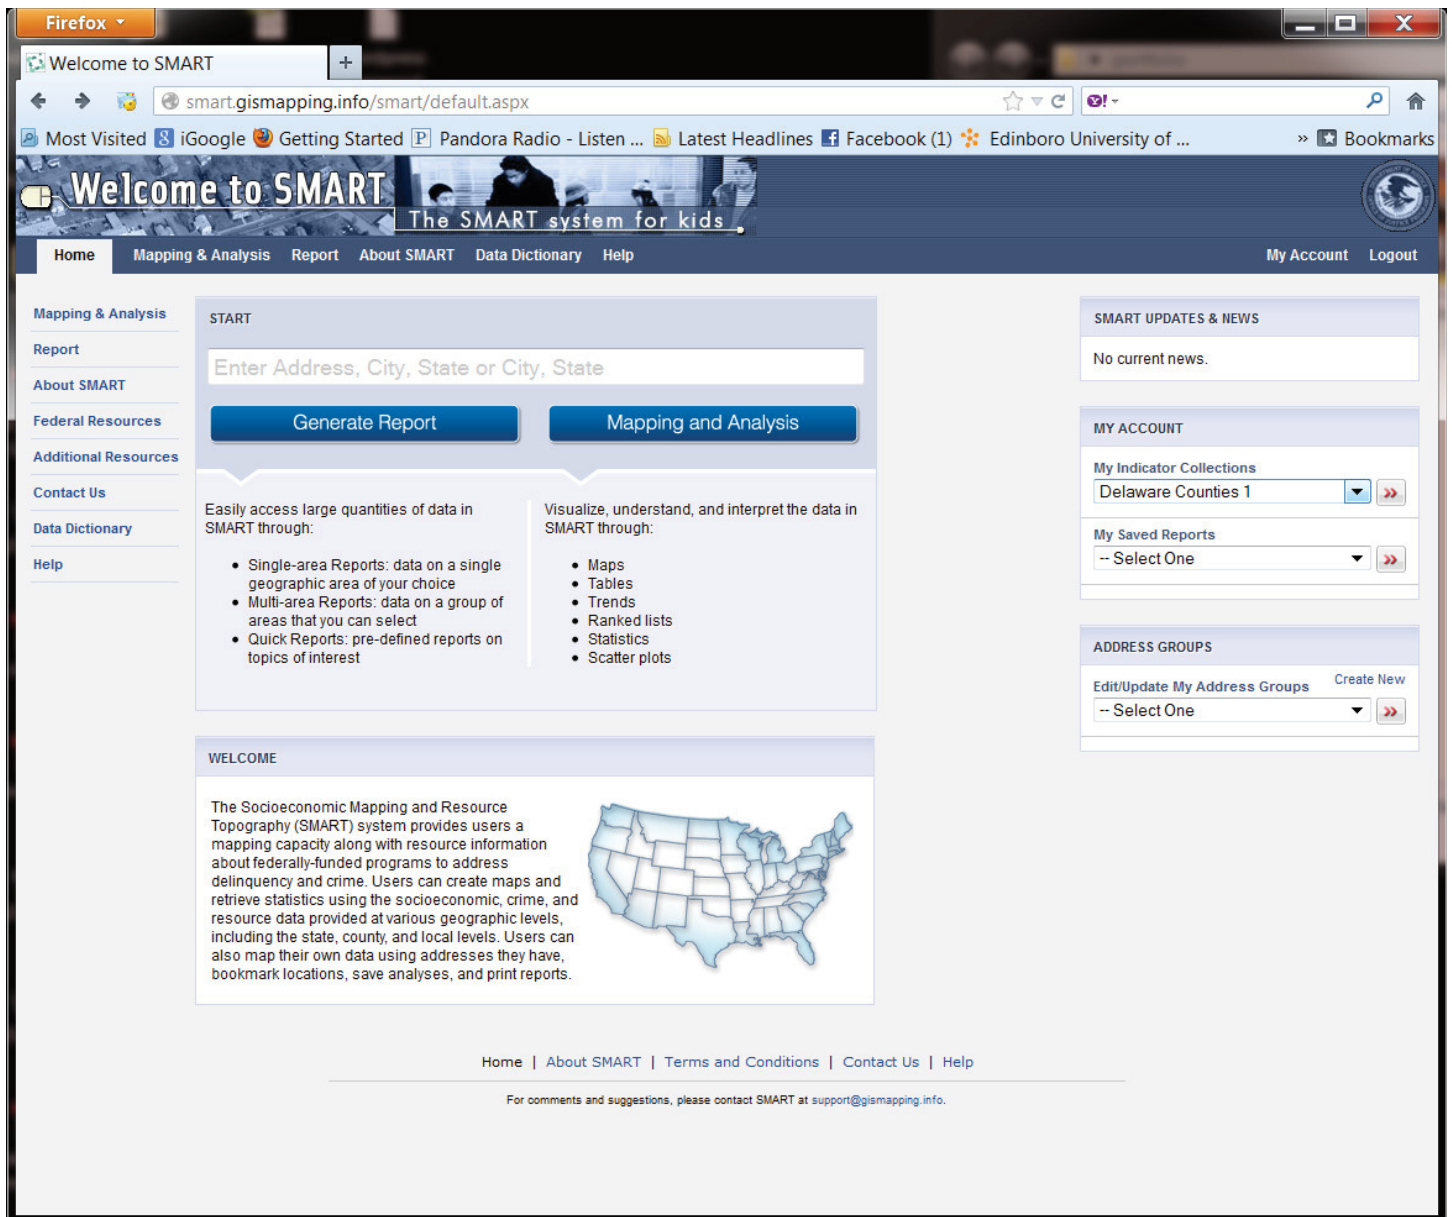 Firefox
Welcome to SMART
smart.gismapping.info/smart/default.aspx
Most Visited iGoogle Getting Started Pandora Radio - Listen ... Latest Headlines Facebook (1) Edinboro University of ... » Bookmarks
Welcome to SMART
The SMART system for kids
Home Mapping & Analysis Report About SMART Data Dictionary Help My Account Logout
Mapping & Analysis
Report
About SMART
Federal Resources
Additional Resources
Contact Us
Data Dictionary
Help
START
Enter Address, City, State or City, State
Generate Report Mapping and Analysis
Easily access large quantities of data in
SMART through:
• Single-area Reports: data on a single
geographic area of your choice
• Multi-area Reports: data on a group of
areas that you can select
• Quick Reports: pre-defined reports on
topics of interest
Visualize, understand, and interpret the data in
SMART through:
• Maps
• Tables
• Trends
• Ranked lists
• Statistics
• Scatter plots
WELCOME
The Socioeconomic Mapping and Resource
Topography (SMART) system provides users a
mapping capacity along with resource information
about federally-funded programs to address
delinquency and crime. Users can create maps and
retrieve statistics using the socioeconomic, crime, and
resource data provided at various geographic levels,
including the state, county, and local levels. Users can
also map their own data using addresses they have,
bookmark locations, save analyses, and print reports.
SMART UPDATES & NEWS
No current news.
MY ACCOUNT
My Indicator Collections
Delaware Counties 1
My Saved Reports
-- Select One
ADDRESS GROUPS
Create New
Edit/Update My Address Groups
-- Select One
Home | About SMART | Terms and Conditions | Contact Us | Help
For comments and suggestions, please contact SMART at support@gismapping.info.